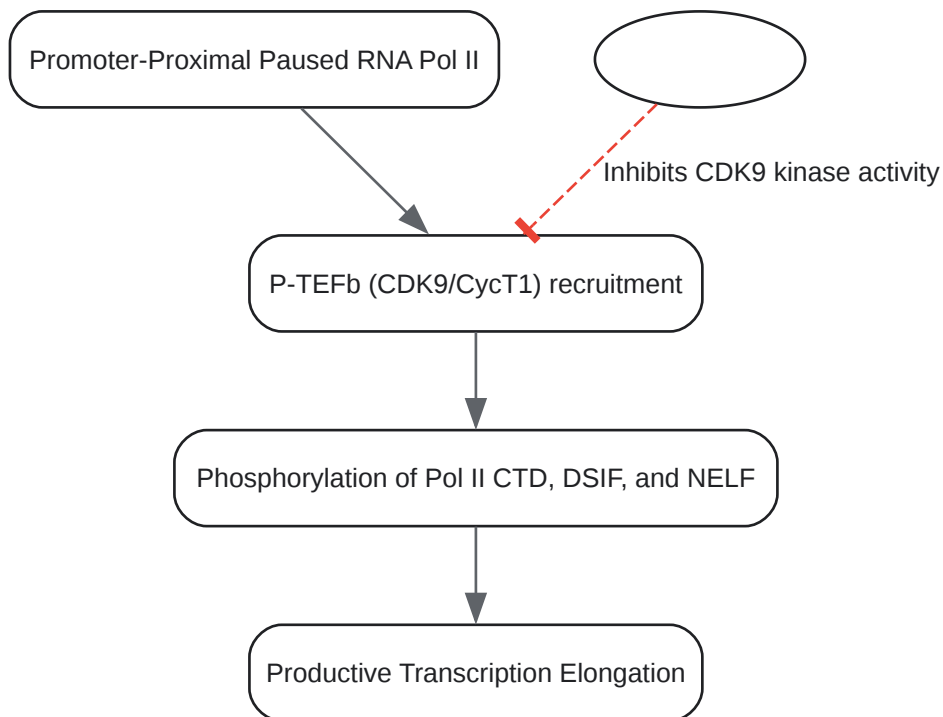 Promoter-Proximal Paused RNA Pol II
Inhibits CDK9 kinase activity
P-TEFb (CDK9/CycT1) recruitment
Phosphorylation of Pol II CTD, DSIF, and NELF
Productive Transcription Elongation